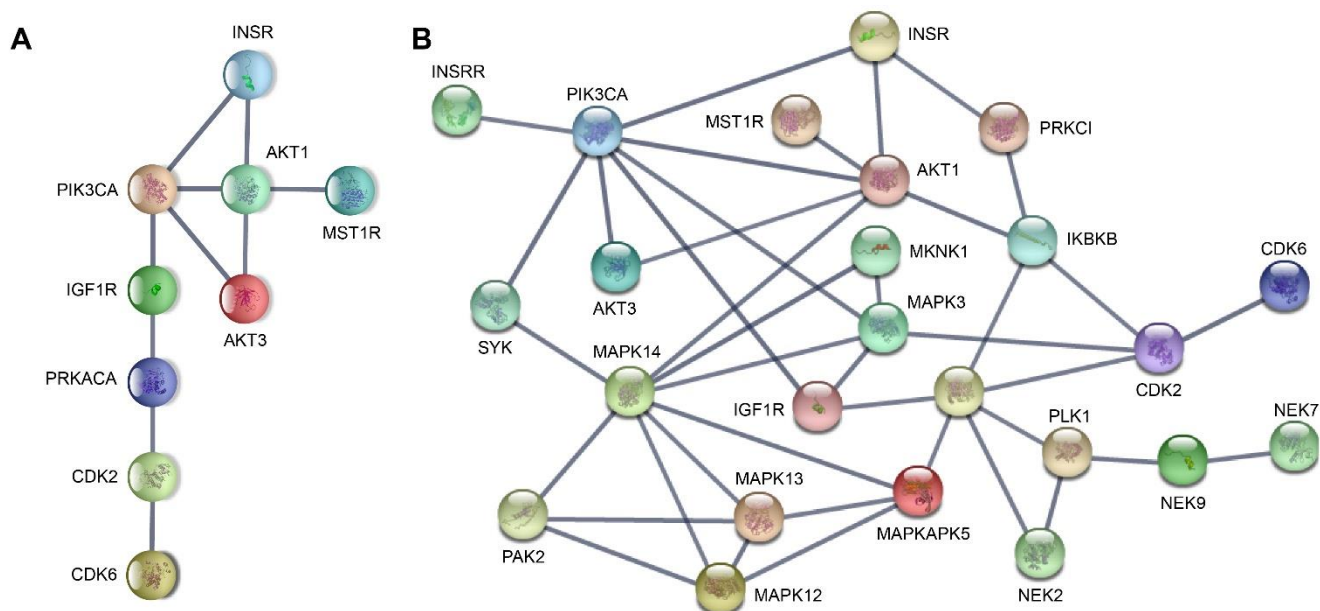 A
INSR
AKT1
PIK3CA
MST1R
IGF1R
AKT3
PRKACA
CDK2
CDK6
B
INSR
INSRR
PIK3CA
MST1R
PRKCI
AKT1
IKBKB
MKNK1
CDK6
AKT3
MAPK3
SYK
MAPK14
CDK2
IGF1R
PLK1
NEK7
MAPK13
NEK9
MAPKAPK5
PAK2
NEK2
MAPK12